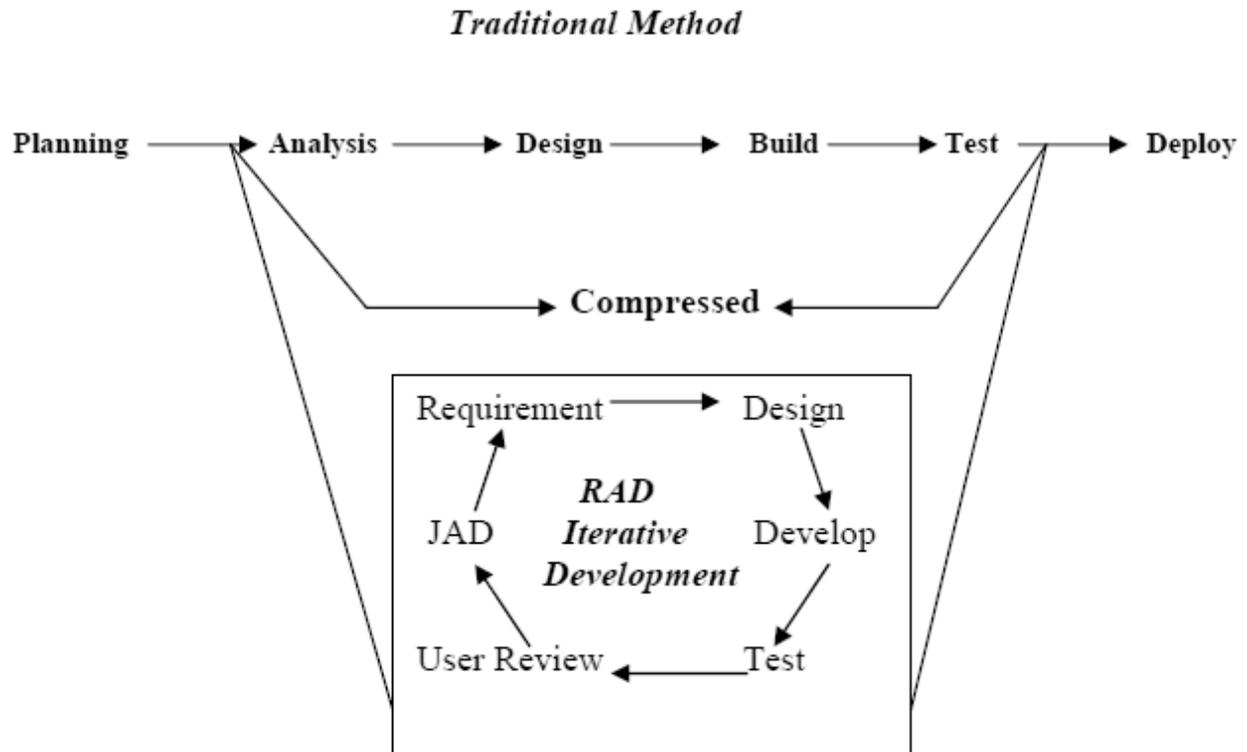 Traditional Method
Planning Analysis Design Build Test Deploy
Compressed
Requirement Design
RAD
JAD Iterative Develop
Development
User Review Test